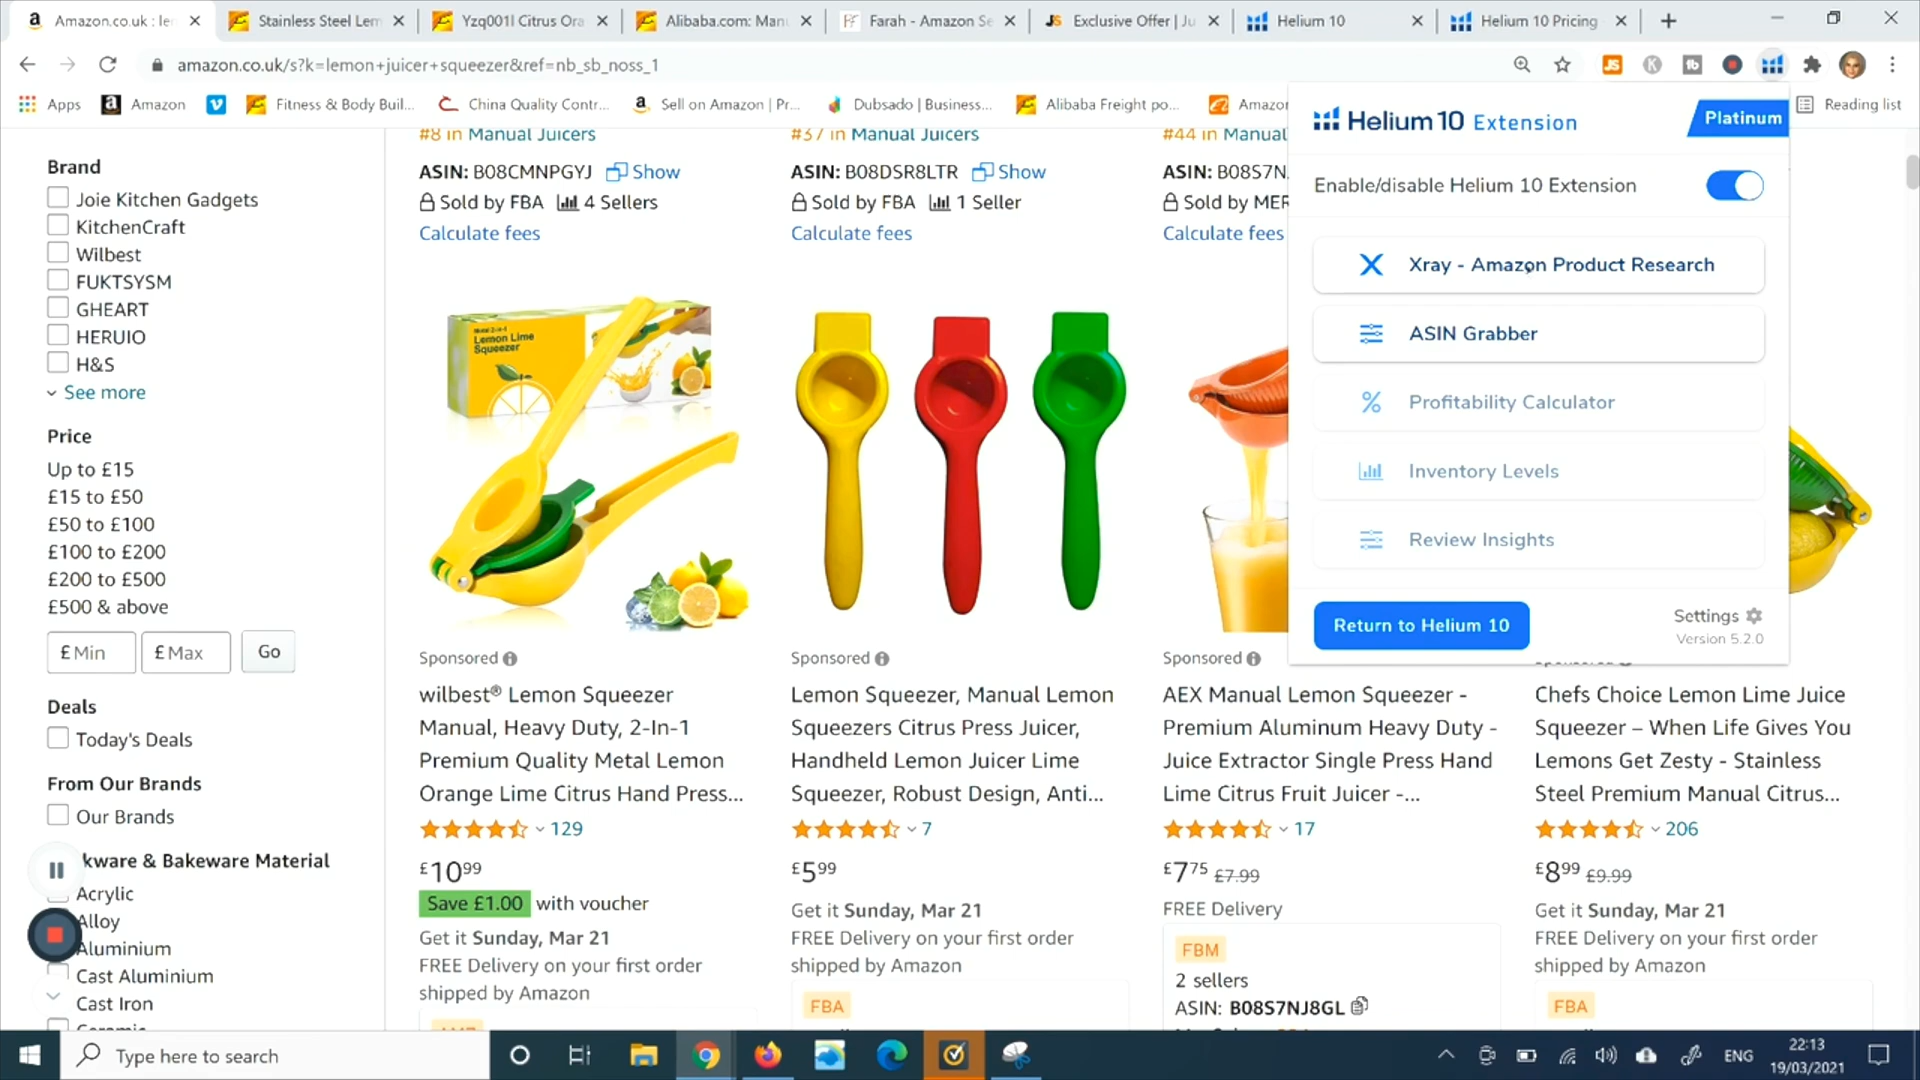 Amazon.co.uk : le
Stainless Steel Lem
Yzq001l Citrus Ora
Alibaba.com: Manu
Farah - Amazon Se
Exclusive Offer | Ju
Helium 10
Helium 10 Pricing
amazon.co.uk/s?k=lemon+juicer+squeezer&ref=nb_sb_noss_1
Apps
Amazon
Fitness & Body Buil...
China Quality Contr...
Sell on Amazon | Pr...
Dubsado | Business...
Alibaba Freight po...
Amazon
Reading list
Brand
Joie Kitchen Gadgets
KitchenCraft
Wilbest
FUKTSYSM
GHEART
HERUIO
H&S
See more
Price
Up to £15
£15 to £50
£50 to £100
£100 to £200
£200 to £500
£500 & above
£ Min £ Max Go
Deals
Today's Deals
From Our Brands
Our Brands
kware & Bakeware Material
Acrylic
Alloy
Aluminium
Cast Aluminium
Cast Iron
Ceramic
#8 in Manual Juicers
ASIN: B08CMNPGYJ Show
Sold by FBA 4 Sellers
Calculate fees
Lemon Lime
Squeezer
Sponsored
wilbest® Lemon Squeezer
Manual, Heavy Duty, 2-In-1
Premium Quality Metal Lemon
Orange Lime Citrus Hand Press...
129
£10.99
Save £1.00 with voucher
Get it Sunday, Mar 21
FREE Delivery on your first order
shipped by Amazon
#37 in Manual Juicers
ASIN: B08DSR8LTR Show
Sold by FBA 1 Seller
Calculate fees
Sponsored
Lemon Squeezer, Manual Lemon
Squeezers Citrus Press Juicer,
Handheld Lemon Juicer Lime
Squeezer, Robust Design, Anti...
7
£5.99
Get it Sunday, Mar 21
FREE Delivery on your first order
shipped by Amazon
FBA
#44 in Manual
ASIN: B08S7N
Sold by MER
Calculate fees
Sponsored
AEX Manual Lemon Squeezer -
Premium Aluminum Heavy Duty -
Juice Extractor Single Press Hand
Lime Citrus Fruit Juicer -...
17
£7.75 £7.99
FREE Delivery
FBM
2 sellers
ASIN: B08S7NJ8GL
Sponsored
Chefs Choice Lemon Lime Juice
Squeezer – When Life Gives You
Lemons Get Zesty - Stainless
Steel Premium Manual Citrus...
206
£8.99 £9.99
Get it Sunday, Mar 21
FREE Delivery on your first order
shipped by Amazon
FBA
Helium 10 Extension
Platinum
Enable/disable Helium 10 Extension
Xray - Amazon Product Research
ASIN Grabber
Profitability Calculator
Inventory Levels
Review Insights
Return to Helium 10
Settings
Version 5.2.0
Type here to search
ENG
22:13
19/03/2021